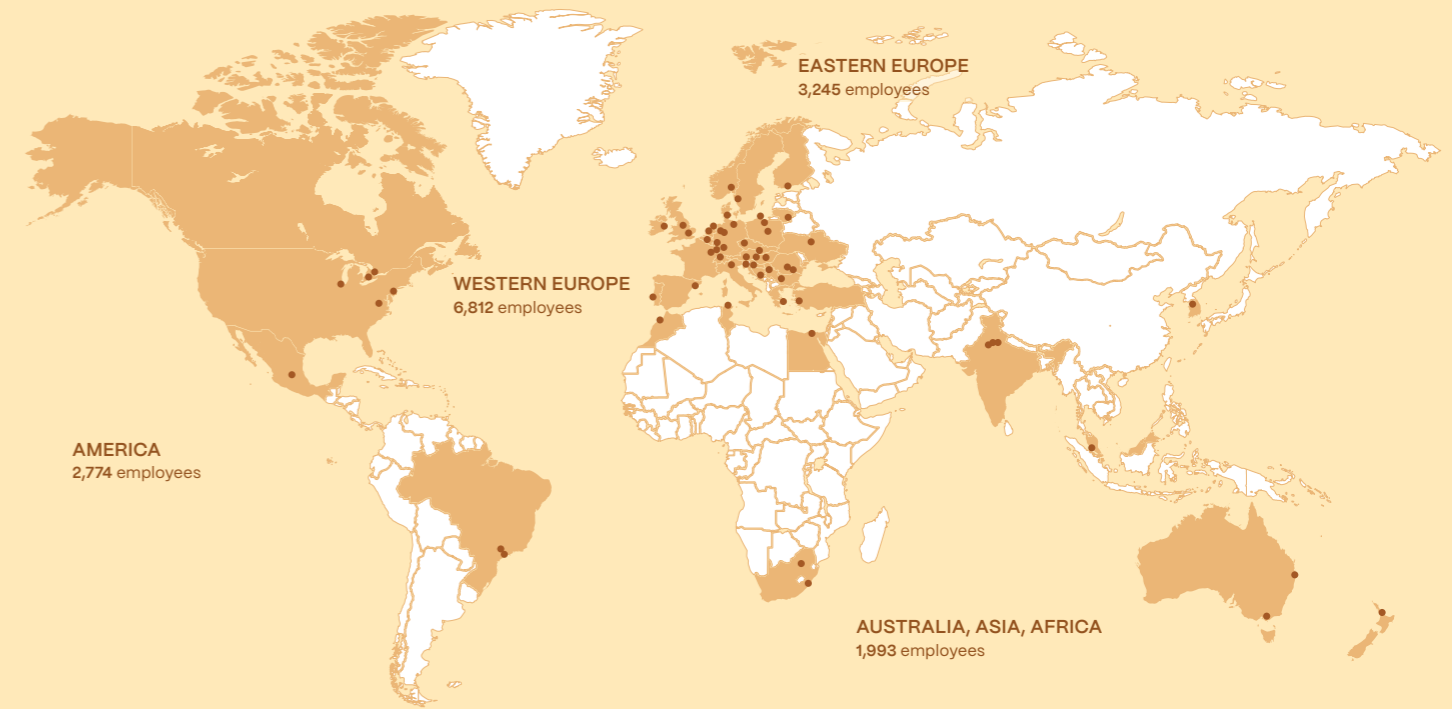 EASTERN EUROPE
3,245 employees
WESTERN EUROPE
6,812 employees
AMERICA
2,774 employees
AUSTRALIA, ASIA, AFRICA
1,993 employees